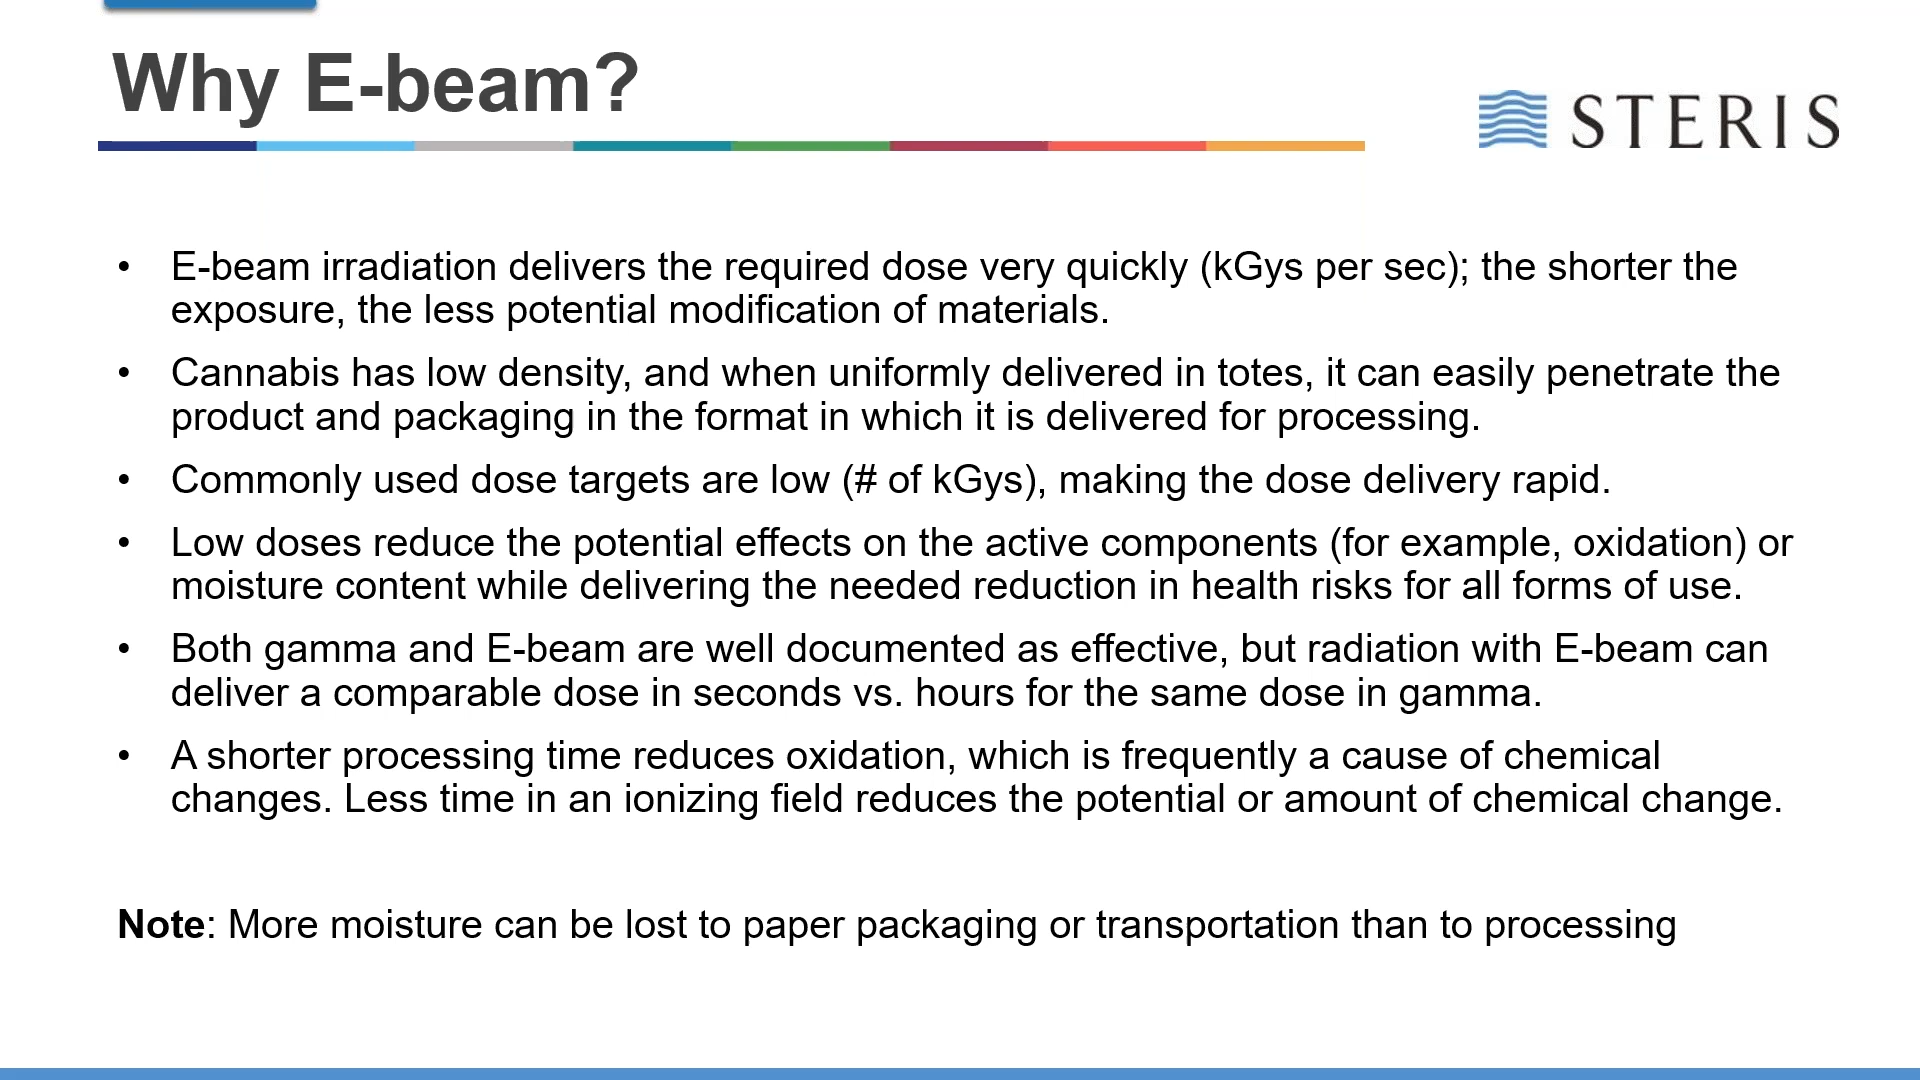 Why E-beam?
STERIS
• E-beam irradiation delivers the required dose very quickly (kGys per sec); the shorter the
exposure, the less potential modification of materials.
• Cannabis has low density, and when uniformly delivered in totes, it can easily penetrate the
product and packaging in the format in which it is delivered for processing.
• Commonly used dose targets are low (# of kGys), making the dose delivery rapid.
• Low doses reduce the potential effects on the active components (for example, oxidation) or
moisture content while delivering the needed reduction in health risks for all forms of use.
• Both gamma and E-beam are well documented as effective, but radiation with E-beam can
deliver a comparable dose in seconds vs. hours for the same dose in gamma.
• A shorter processing time reduces oxidation, which is frequently a cause of chemical
changes. Less time in an ionizing field reduces the potential or amount of chemical change.
Note: More moisture can be lost to paper packaging or transportation than to processing